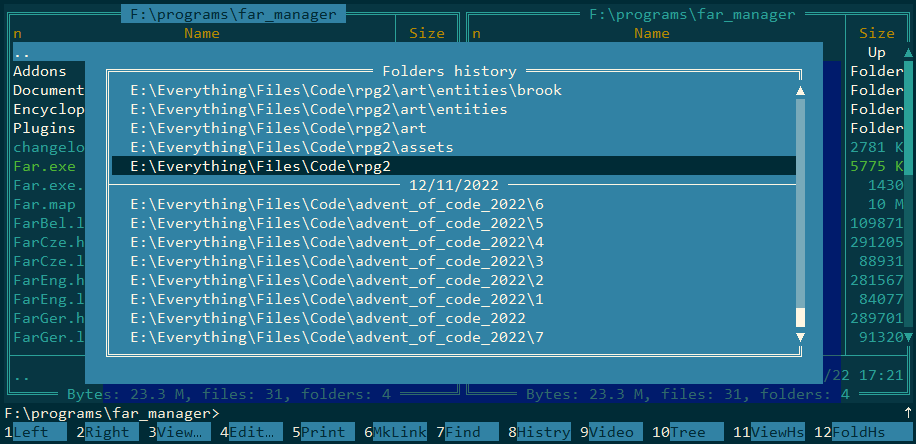 F:\programs\far_manager F:\programs\far_manager
n Name Size n Name Size
.. Up
Addons Folder
Document Folder
Encyclop Folder
Plugins Folder
changelo 2781 K
Far.exe 5775 K
Far.exe. 1430
Far.map 10 M
FarBel.l 109871
FarCze.h 291205
FarCze.l 88931
FarEng.h 281567
FarEng.l 84077
FarGer.h 289701
FarGer.l 91320
Folders history
E:\Everything\Files\Code\rpg2\art\entities\brook
E:\Everything\Files\Code\rpg2\art\entities
E:\Everything\Files\Code\rpg2\art
E:\Everything\Files\Code\rpg2\assets
E:\Everything\Files\Code\rpg2
12/11/2022
E:\Everything\Files\Code\advent_of_code_2022\6
E:\Everything\Files\Code\advent_of_code_2022\5
E:\Everything\Files\Code\advent_of_code_2022\4
E:\Everything\Files\Code\advent_of_code_2022\3
E:\Everything\Files\Code\advent_of_code_2022\2
E:\Everything\Files\Code\advent_of_code_2022\1
E:\Everything\Files\Code\advent_of_code_2022
E:\Everything\Files\Code\advent_of_code_2022\7
.. /22 17:21
Bytes: 23.3 M, files: 31, folders: 4 Bytes: 23.3 M, files: 31, folders: 4
F:\programs\far_manager>
1Left 2Right 3View… 4Edit… 5Print 6MkLink 7Find 8Histry 9Video 10Tree 11ViewHs 12FoldHs